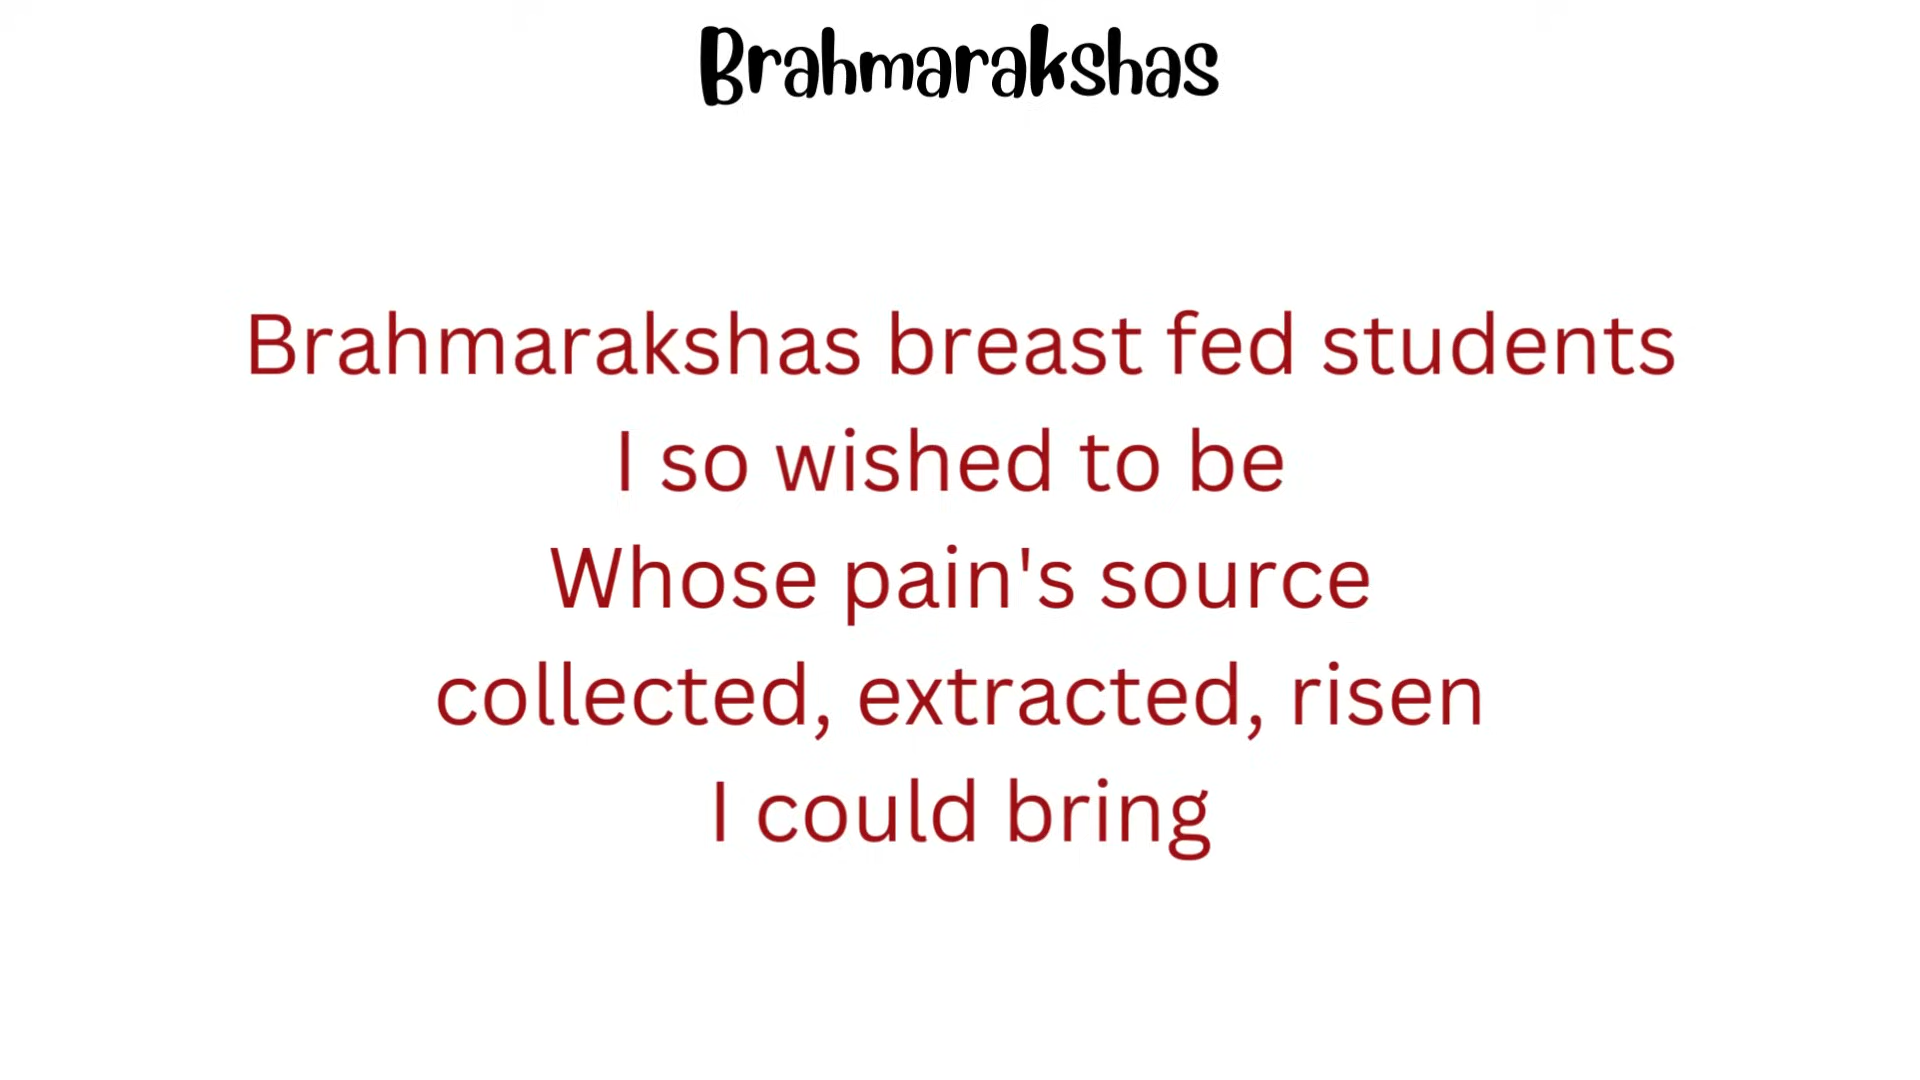 Brahmarakshas
Brahmarakshas breast fed students
I so wished to be
Whose pain's source
collected, extracted, risen
I could bring